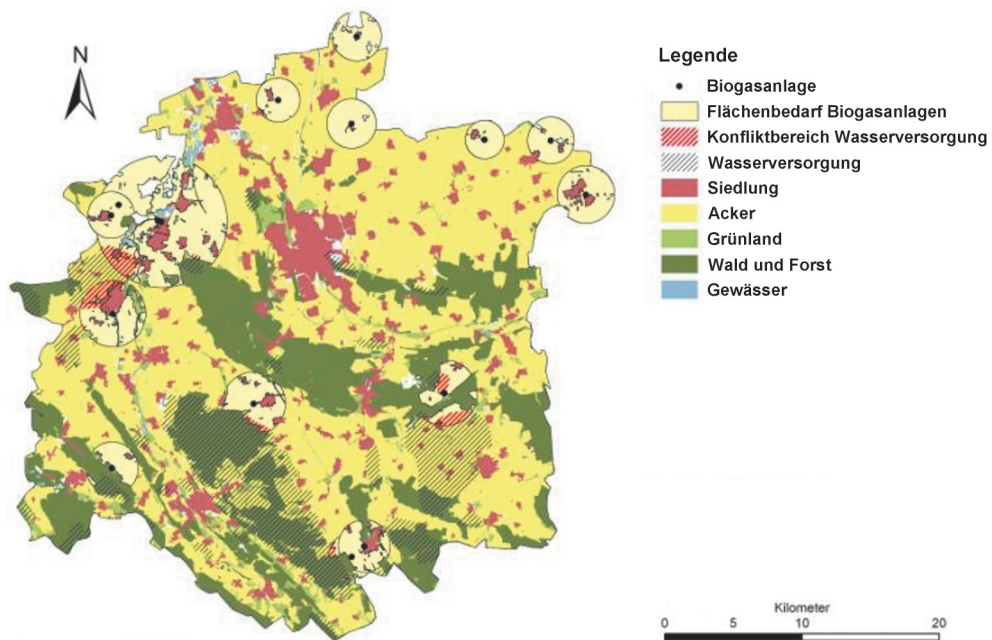 N
Legende
Biogasanlage
Flächenbedarf Biogasanlagen
Konfliktbereich Wasserversorgung
Wasserversorgung
Siedlung
Acker
Grünland
Wald und Forst
Gewässer
Kilometer
0 5 10 20